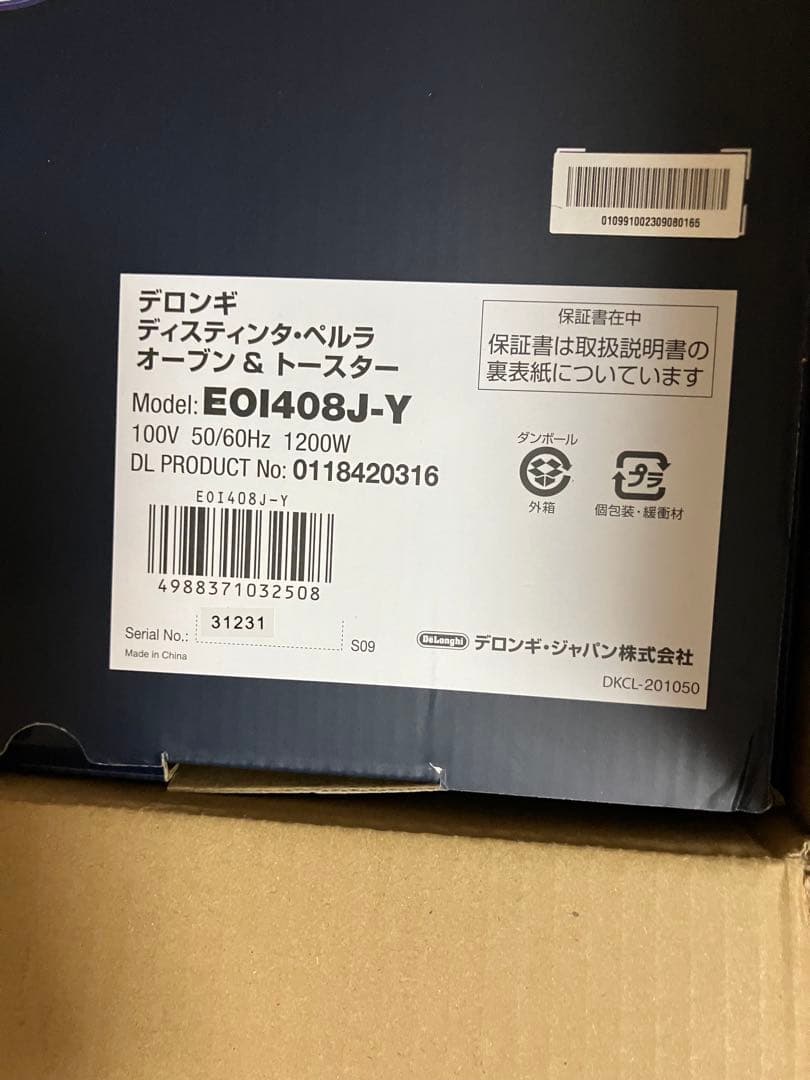 010991002309080165
デロンギ
ディスティンタ・ペルラ
オーブン & トースター
Model: EOI408J-Y
100V 50/60Hz 1200W
DL PRODUCT No: 0118420316
EOI408J-Y
4988371032508
Serial No.: 31231
S09
Made in China
保証書在中
保証書は取扱説明書の
裏表紙についています
ダンボール
外箱
プラ
個包装・緩衝材
DeLonghi デロンギ・ジャパン株式会社
DKCL-201050